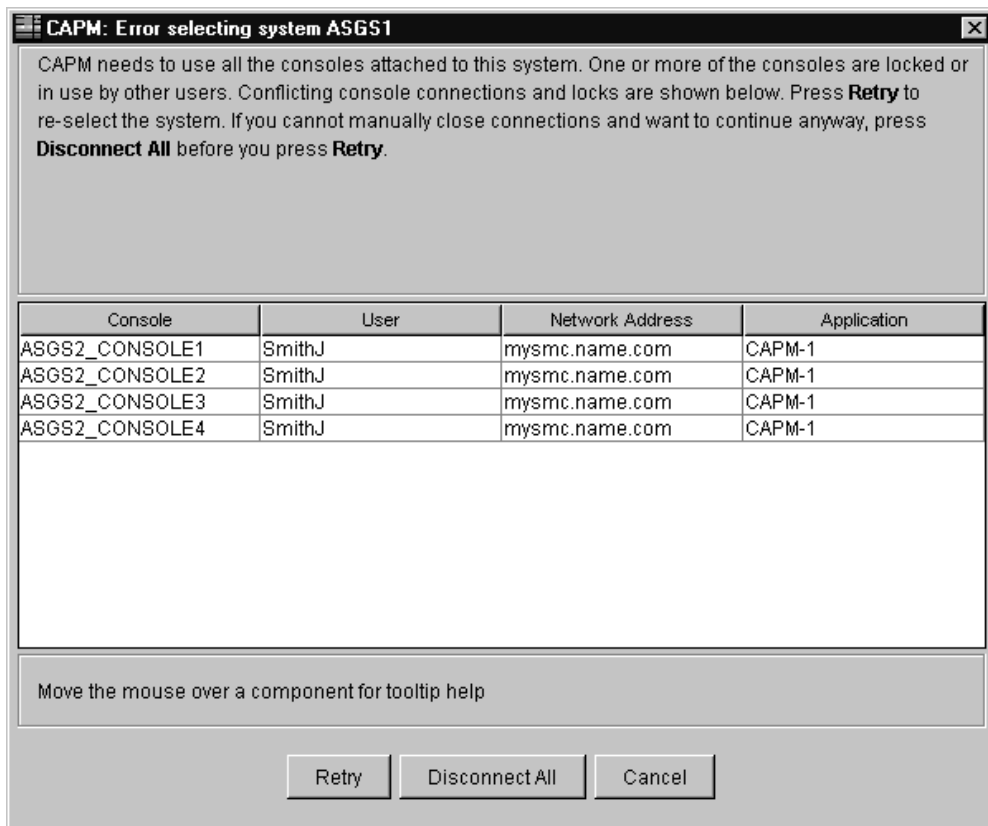 CAPM: Error selecting system ASGS1
CAPM needs to use all the consoles attached to this system. One or more of the consoles are locked or
in use by other users. Conflicting console connections and locks are shown below. Press Retry to
re-select the system. If you cannot manually close connections and want to continue anyway, press
Disconnect All before you press Retry.
Console User Network Address Application
ASGS2_CONSOLE1 SmithJ mysmc.name.com CAPM-1
ASGS2_CONSOLE2 SmithJ mysmc.name.com CAPM-1
ASGS2_CONSOLE3 SmithJ mysmc.name.com CAPM-1
ASGS2_CONSOLE4 SmithJ mysmc.name.com CAPM-1
Move the mouse over a component for tooltip help
Retry Disconnect All Cancel